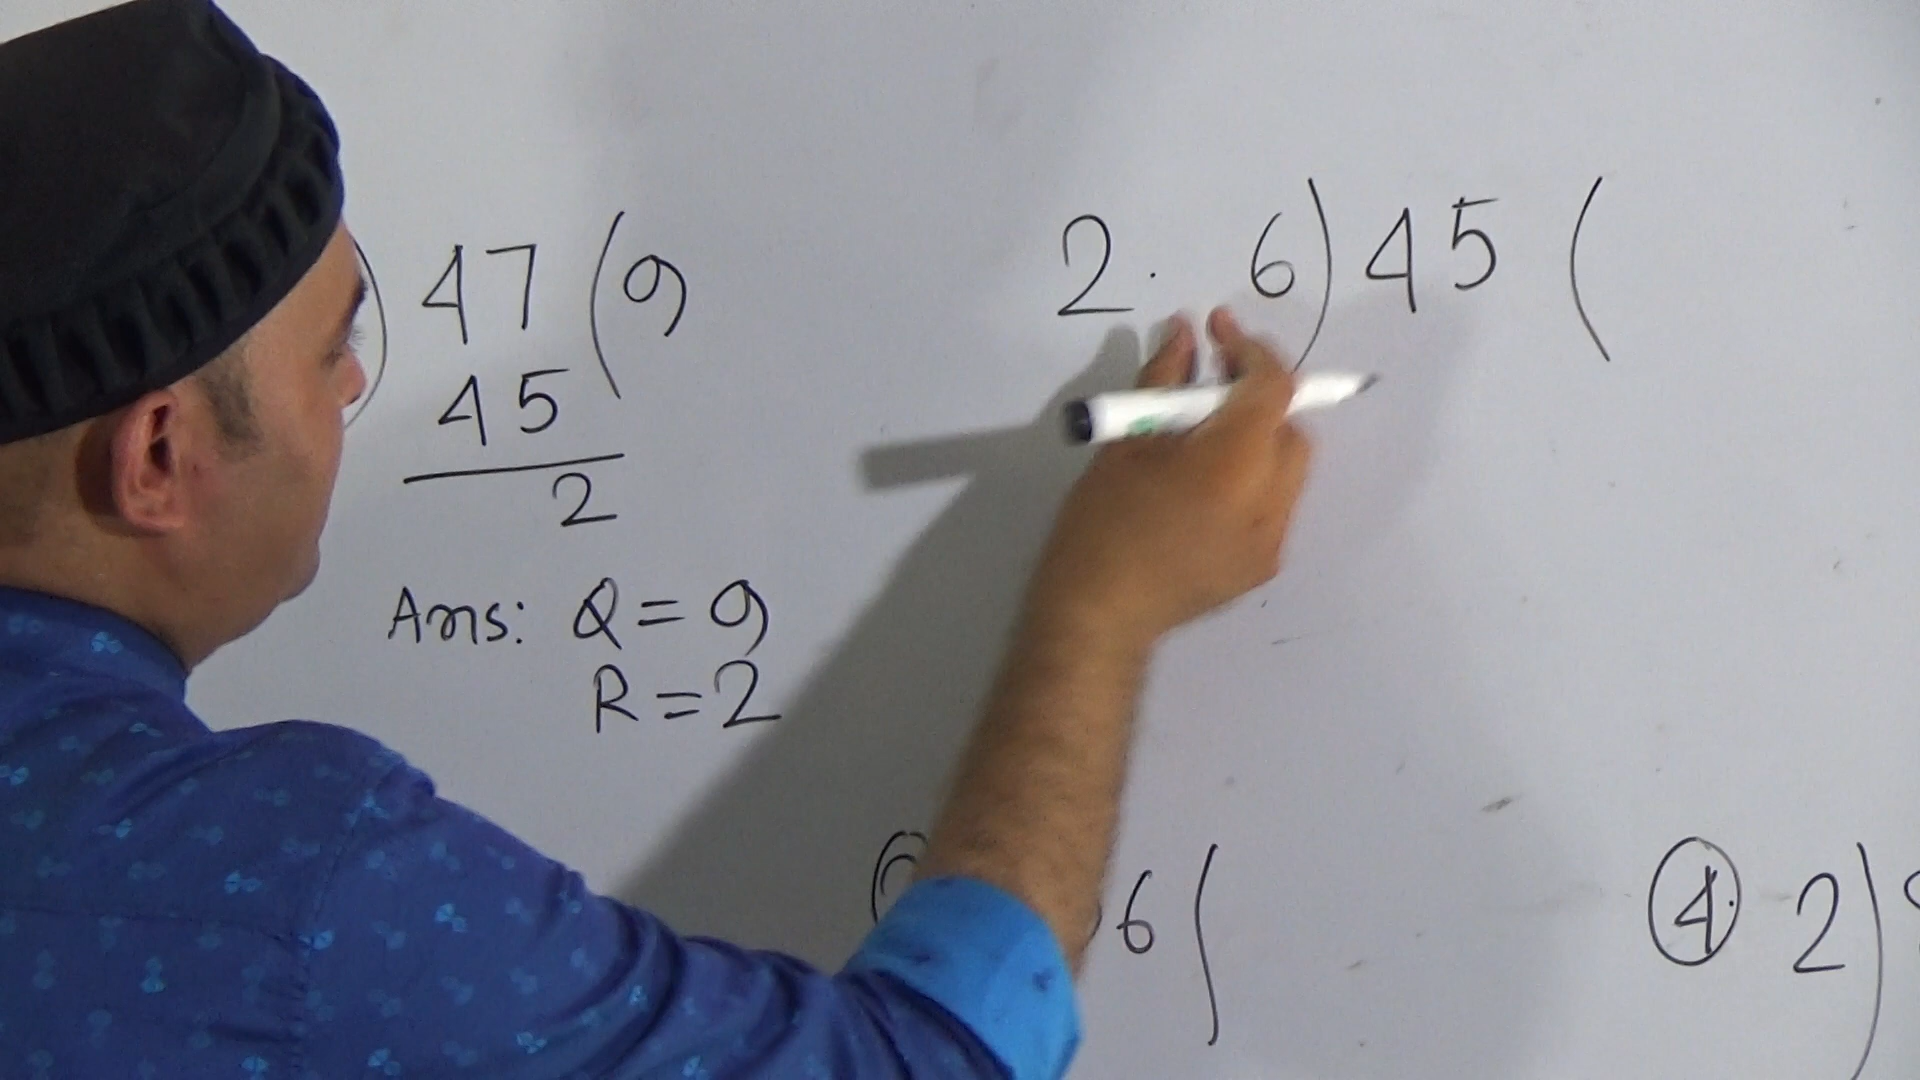 ) 47 ( 9
45
2
Ans: Q = 9
R = 2
2. 6 ) 45 (
6 (
4. 2 )